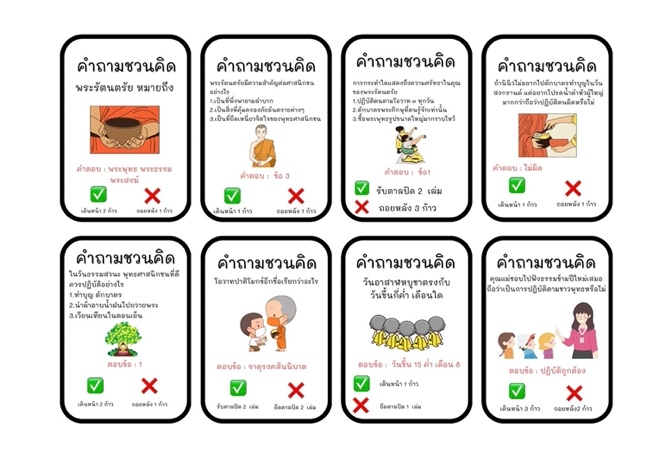 คำถามชวนคิด
พระรัตนตรัย หมายถึง
คำตอบ : พระพุทธ พระธรรม
พระสงฆ์
เดินหน้า 2 ก้าว
ถอยหลัง 1 ก้าว
คำถามชวนคิด
พระรัตนตรัยมีความสำคัญต่อศาสนิกชน
อย่างไร
1.เป็นที่พึ่งพายามลำบาก
2.เป็นสิ่งที่คุ้มครองภัยอันตรายต่างๆ
3.เป็นที่ยึดเหนี่ยวจิตใจของพุทธศาสนิกชน
คำตอบ : ข้อ 3
เดินหน้า 1 ก้าว
ถอยหลัง 1 ก้าว
คำถามชวนคิด
การกระทำใดแสดงถึงความศรัทธาในคุณ
ของพระรัตนตรัย
1.ปฏิบัติตนตามโอวาท ๓ ทุกวัน
2.ตักบาตรพระภิกษุที่ตนรู้จักเท่านั้น
3.ซื้อพระพุทธรูปขนาดใหญ่มากราบไหว้
คำตอบ : ข้อ1
รับตาลปัด 2 เล่ม
ถอยหลัง 3 ก้าว
คำถามชวนคิด
ถ้านินิวไม่อยากไปตักบาตรทำบุญในวัน
สงกรานต์ แต่อยากไปรดน้ำดำหัวผู้ใหญ่
มากกว่าถือว่าปฏิบัติตนผิดหรือไม่
คำตอบ : ไม่ผิด
เดินหน้า 1 ก้าว
ถอยหลัง 1 ก้าว
คำถามชวนคิด
ในวันธรรมสวนะ พุทธศาสนิกชนที่ดี
ควรปฏิบัติอย่างไร
1.ทำบุญ ตักบาตร
2.นำผ้าอาบน้ำฝนไปถวายพระ
3.เวียนเทียนในตอนเย็น
ตอบข้อ : 1
เดินหน้า 2 ก้าว
ถอยหลัง 1 ก้าว
คำถามชวนคิด
โอวาทปาติโมกข์อีกชื่อเรียกว่าอะไร
ตอบข้อ : จาตุรงคสันนิบาต
รับตาลปัด 2 เล่ม
ยึดตาลปัด 2 เล่ม
คำถามชวนคิด
วันอาสาฬหบูชาตรงกับ
วันขึ้นกี่ค่ำ เดือนใด
ตอบข้อ : วันขึ้น 15 ค่ำ เดือน 8
เดินหน้า 1 ก้าว
ยึดตาลปัด 1 เล่ม
คำถามชวนคิด
คุณแม่ชอบไปฟังธรรมข้ามปีใหม่เสมอ
ถือว่าเป็นการปฏิบัติตามชาวพุทธหรือไม่
ตอบข้อ : ปฏิบัติถูกต้อง
เดินหน้า 3 ก้าว
ถอยหลัง2 ก้าว